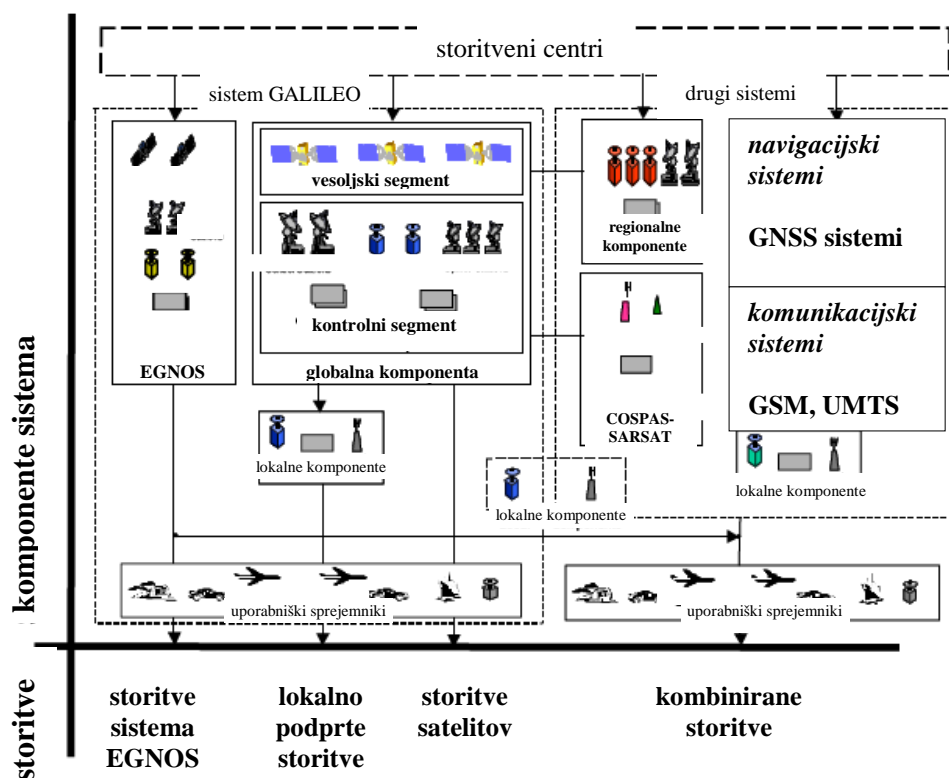 storitveni centri
sistem GALILEO
drugi sistemi
vesoljski segment
kontrolni segment
EGNOS
globalna komponenta
lokalne komponente
regionalne
komponente
COSPAS-
SARSAT
navigacijski
sistemi
GNSS sistemi
komunikacijski
sistemi
GSM, UMTS
lokalne komponente
lokalne komponente
uporabniški sprejemniki
uporabniški sprejemniki
komponente sistema
storitve
storitve
sistema
EGNOS
lokalno
podprte
storitve
storitve
satelitov
kombinirane
storitve